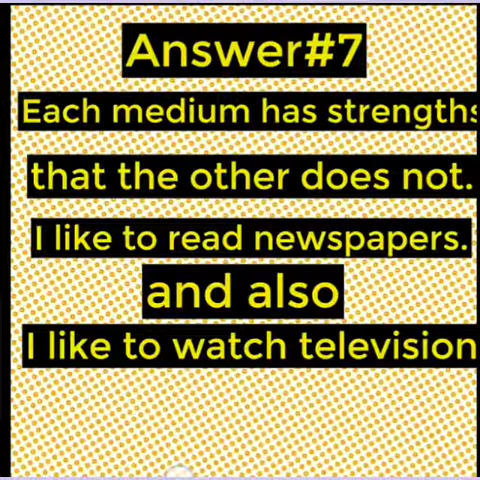 Answer#7
Each medium has strengths
that the other does not.
I like to read newspapers.
and also
I like to watch television